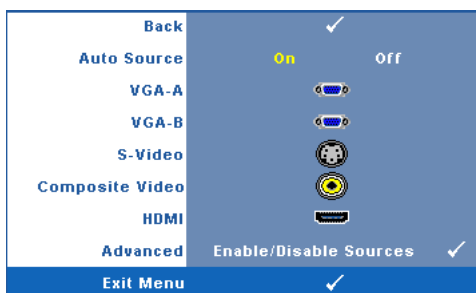 Back
Auto Source On Off
VGA-A
VGA-B
S-Video
Composite Video
HDMI
Advanced Enable/Disable Sources
Exit Menu